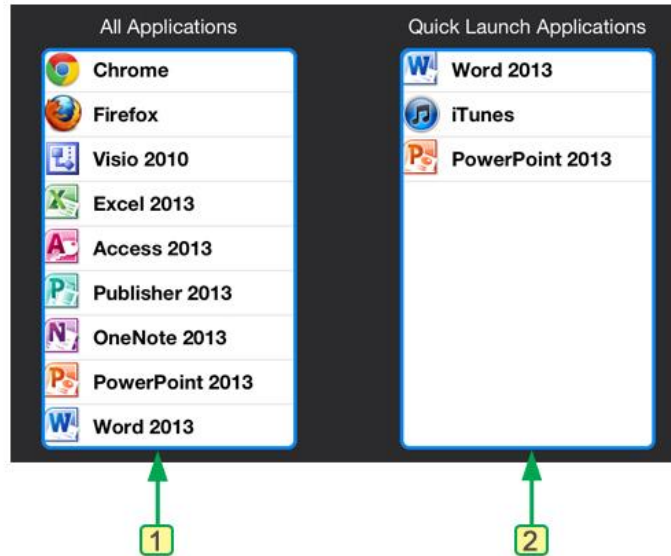 All Applications
Chrome
Firefox
Visio 2010
Excel 2013
Access 2013
Publisher 2013
OneNote 2013
PowerPoint 2013
Word 2013
Quick Launch Applications
Word 2013
iTunes
PowerPoint 2013
1
2